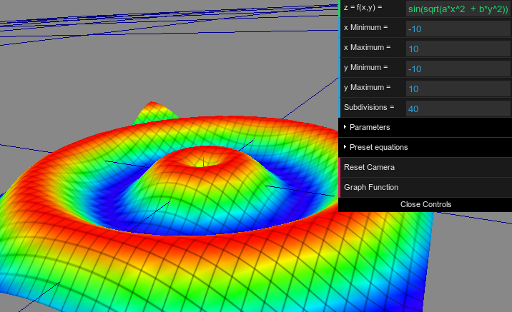 z = f(x,y) = sin(sqrt(a*x^2 + b*y^2))
x Minimum = -10
x Maximum = 10
y Minimum = -10
y Maximum = 10
Subdivisions = 40
Parameters
Preset equations
Reset Camera
Graph Function
Close Controls